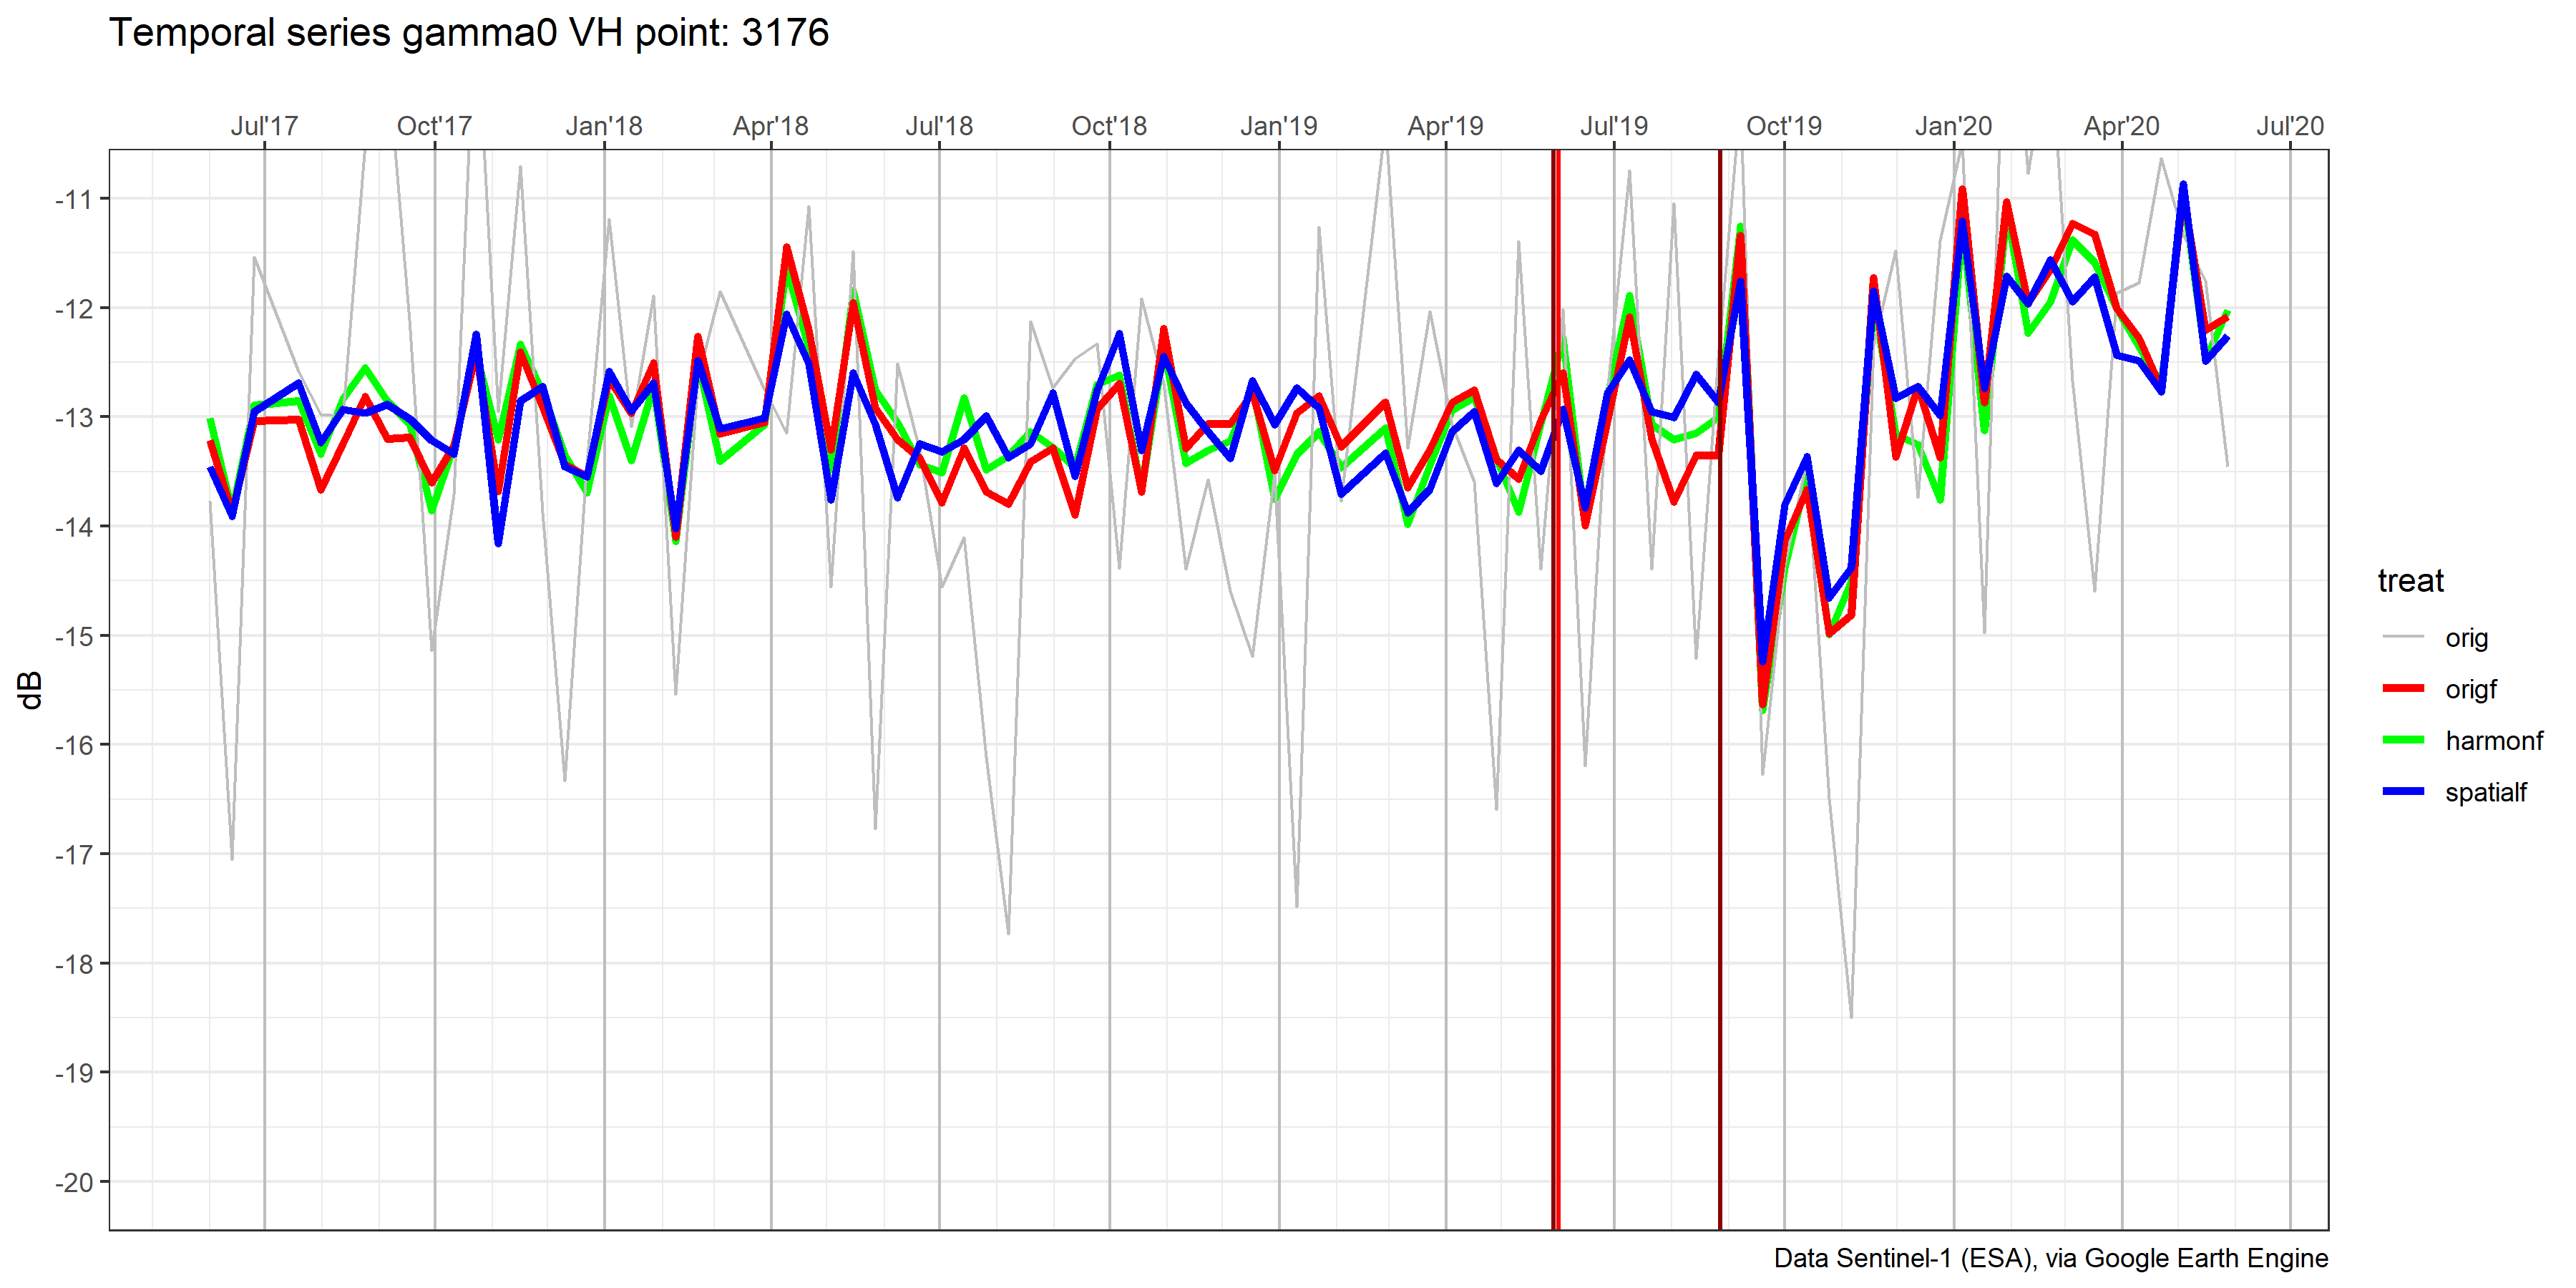 Temporal series gamma0 VH point: 3176
Jul'17 Oct'17 Jan'18 Apr'18 Jul'18 Oct'18 Jan'19 Apr'19 Jul'19 Oct'19 Jan'20 Apr'20 Jul'20
-11
-12
-13
-14
-15
-16
-17
-18
-19
-20
dB
treat
orig
origf
harmonf
spatialf
Data Sentinel-1 (ESA), via Google Earth Engine